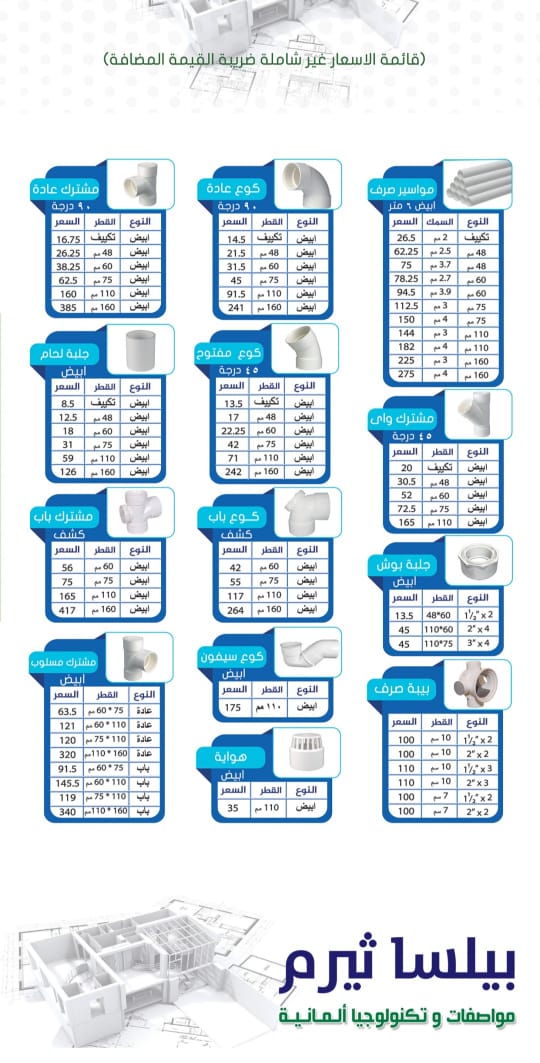 (قائمة الاسعار غير شاملة ضريبة القيمة المضافة)
مواسير صرف
ابيض ٦ متر
النوع السمك السعر
تكييف 2 مم 26.5
48 مم 2.5 مم 62.25
48 مم 3.7 مم 75
60 مم 2.7 مم 78.25
60 مم 3.9 مم 94.5
75 مم 3 مم 112.5
75 مم 4 مم 150
110 مم 3 مم 144
110 مم 4 مم 182
160 مم 3 مم 225
160 مم 4 مم 275
مشترك واى
٤٥ درجة
النوع القطر السعر
ابيض تكييف 20
ابيض 48 مم 30.5
ابيض 60 مم 52
ابيض 75 مم 72.5
ابيض 110 مم 165
جلبة بوش
ابيض
النوع القطر السعر
1½" x 2 48*60 13.5
2" x 4 110*60 45
3" x 4 110*75 45
بيبة صرف
النوع القطر السعر
1½" x 2 10 مم 100
2" x 2 10 مم 100
1½" x 3 10 مم 110
2" x 3 10 مم 110
1½" x 2 7 مم 100
2" x 2 7 مم 100
كوع عادة
٩٠ درجة
النوع القطر السعر
ابيض تكييف 14.5
ابيض 48 مم 21.5
ابيض 60 مم 31.5
ابيض 75 مم 45
ابيض 110 مم 91.5
ابيض 160 مم 241
كوع مفتوح
٤٥ درجة
النوع القطر السعر
ابيض تكييف 13.5
ابيض 48 مم 17
ابيض 60 مم 22.25
ابيض 75 مم 42
ابيض 110 مم 71
ابيض 160 مم 242
كوع باب
كشف
النوع القطر السعر
ابيض 60 مم 42
ابيض 75 مم 55
ابيض 110 مم 117
ابيض 160 مم 264
كوع سيفون
ابيض
النوع القطر السعر
ابيض ١١٠ مم 175
هواية
ابيض
النوع القطر السعر
ابيض 110 مم 35
مشترك عادة
٩٠ درجة
النوع القطر السعر
ابيض تكييف 16.75
ابيض 48 مم 26.25
ابيض 60 مم 38.25
ابيض 75 مم 62.5
ابيض 110 مم 160
ابيض 160 مم 385
جلبة لحام
ابيض
النوع القطر السعر
ابيض تكييف 8.5
ابيض 48 مم 12.5
ابيض 60 مم 18
ابيض 75 مم 31
ابيض 110 مم 59
ابيض 160 مم 126
مشترك باب
كشف
النوع القطر السعر
ابيض 60 مم 56
ابيض 75 مم 75
ابيض 110 مم 165
ابيض 160 مم 417
مشترك مسلوب
ابيض
النوع القطر السعر
عادة 75 * 60 مم 63.5
عادة 110 * 60 مم 121
عادة 110 * 75 مم 120
عادة 160 * 110 مم 320
باب 75 * 60 مم 91.5
باب 110 * 60 مم 145.5
باب 110 * 75 مم 119
باب 160 * 110 مم 340
بيلسا ثيرم
مواصفات و تكنولوجيا ألمانية